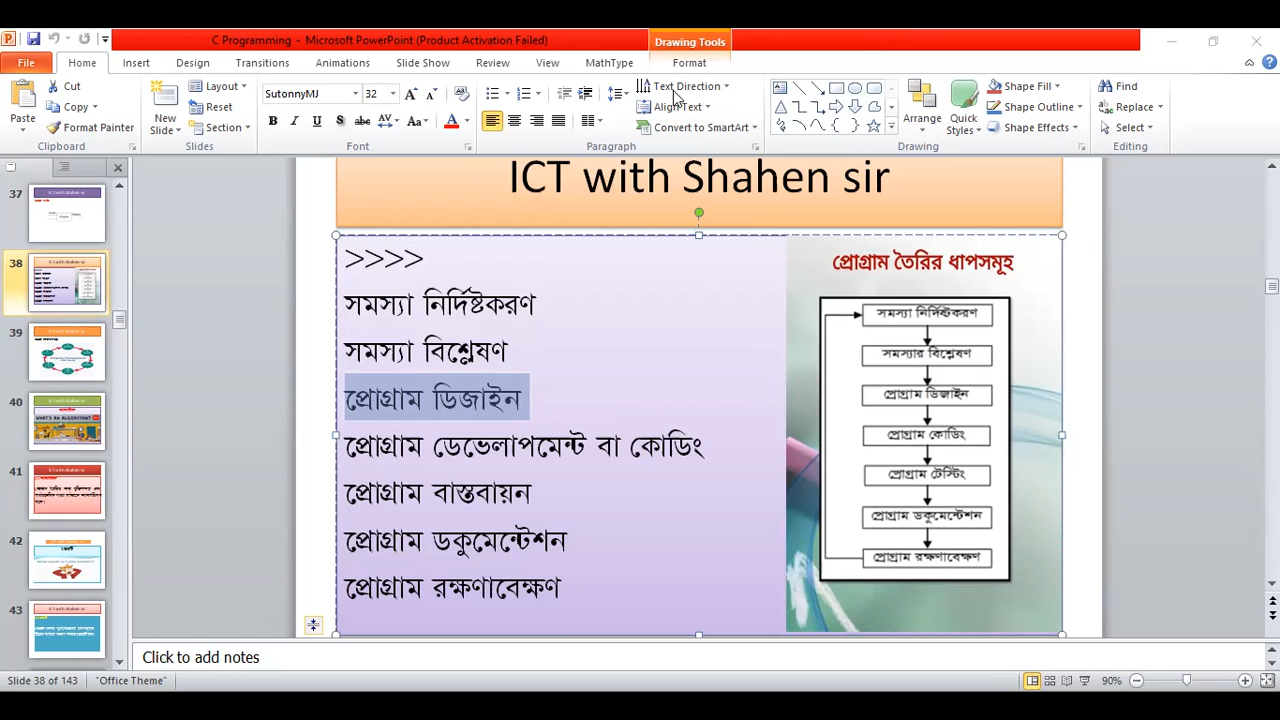 C Programming - Microsoft PowerPoint (Product Activation Failed)
Drawing Tools
File Home Insert Design Transitions Animations Slide Show Review View MathType Format
Paste
Cut
Copy
Format Painter
Clipboard
New Slide
Layout
Reset
Section
Slides
SutonnyMJ 32
B I U S abc AV Aa A
Font
Text Direction
Align Text
Convert to SmartArt
Paragraph
Arrange
Quick Styles
Shape Fill
Shape Outline
Shape Effects
Drawing
Find
Replace
Select
Editing
37
38
39
40
41
42
43
ICT with Shahen sir
>>>>
সমস্যা নির্দিষ্টকরণ
সমস্যা বিশ্লেষণ
প্রোগ্রাম ডিজাইন
প্রোগ্রাম ডেভেলাপমেন্ট বা কোডিং
প্রোগ্রাম বাস্তবায়ন
প্রোগ্রাম ডকুমেন্টেশন
প্রোগ্রাম রক্ষণাবেক্ষণ
প্রোগ্রাম তৈরির ধাপসমূহ
সমস্যা নির্দিষ্টকরণ
সমস্যার বিশ্লেষণ
প্রোগ্রাম ডিজাইন
প্রোগ্রাম কোডিং
প্রোগ্রাম টেস্টিং
প্রোগ্রাম ডকুমেন্টেশন
প্রোগ্রাম রক্ষণাবেক্ষণ
Click to add notes
Slide 38 of 143 "Office Theme" 90%